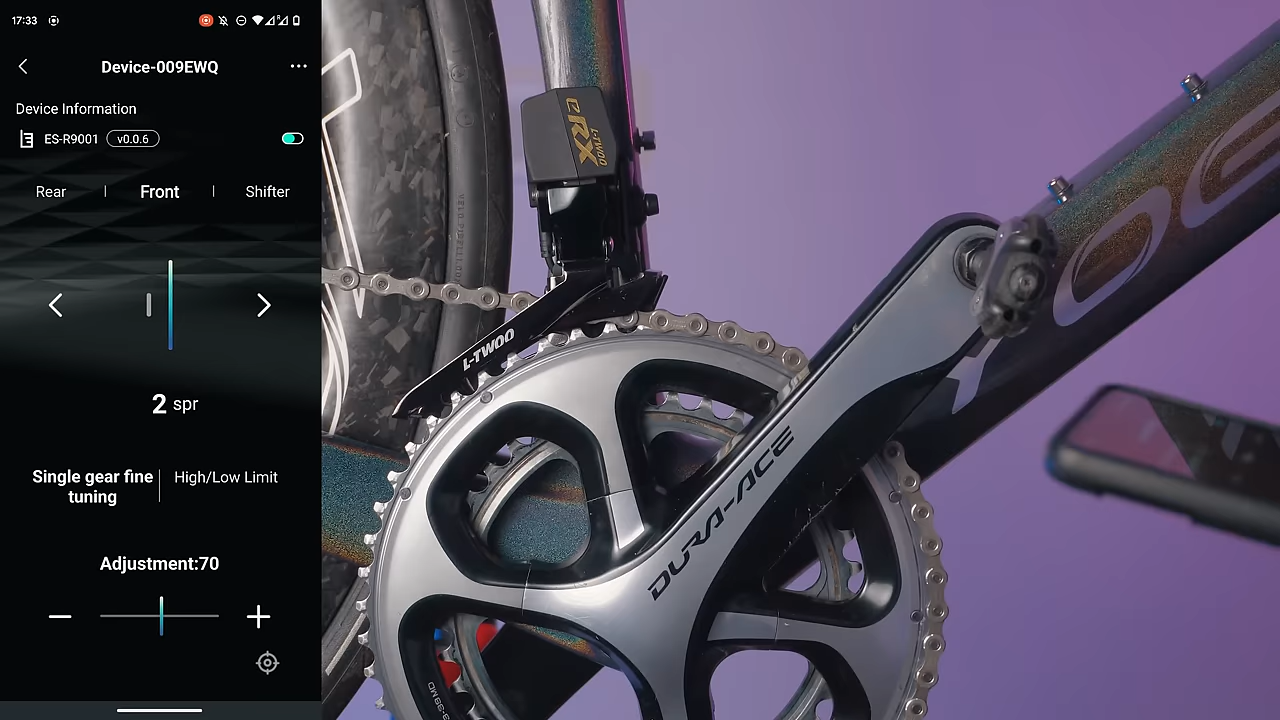 17:33
Device-009EWQ
Device Information
ES-R9001 v0.0.6
Rear Front Shifter
2 spr
Single gear fine
tuning
High/Low Limit
Adjustment:70
eRX
L-TWOO
L-TWOO
DURA-ACE